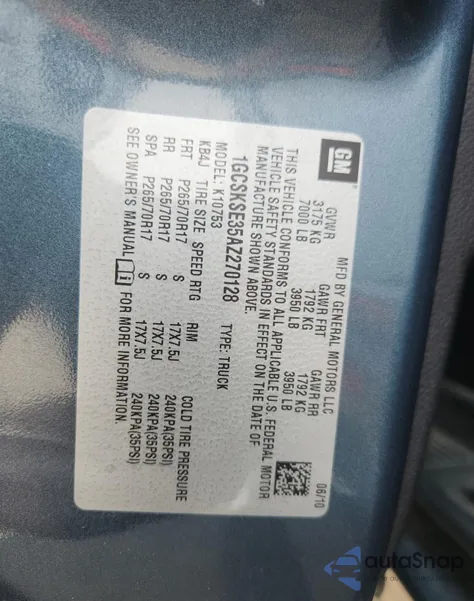 GM
MFD BY GENERAL MOTORS LLC 06/10
GVWR GAWR FRT GAWR RR
3175 KG 1792 KG 1792 KG
7000 LB 3950 LB 3950 LB
THIS VEHICLE CONFORMS TO ALL APPLICABLE U.S. FEDERAL MOTOR
VEHICLE SAFETY STANDARDS IN EFFECT ON THE DATE OF
MANUFACTURE SHOWN ABOVE.
1GCSKSE35AZ270128 TYPE: TRUCK
MODEL: K10753
KB4J TIRE SIZE SPEED RTG RIM COLD TIRE PRESSURE
FRT P265/70R17 S 17X7.5J 240KPA(35PSI)
RR P265/70R17 S 17X7.5J 240KPA(35PSI)
SPA P265/70R17 S 17X7.5J 240KPA(35PSI)
SEE OWNER'S MANUAL i FOR MORE INFORMATION.
autoSnap